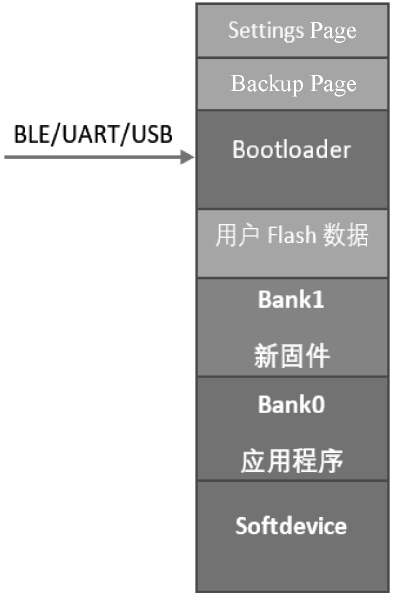 Settings Page
Backup Page
BLE/UART/USB
Bootloader
用户 Flash 数据
Bank1
新固件
Bank0
应用程序
Softdevice